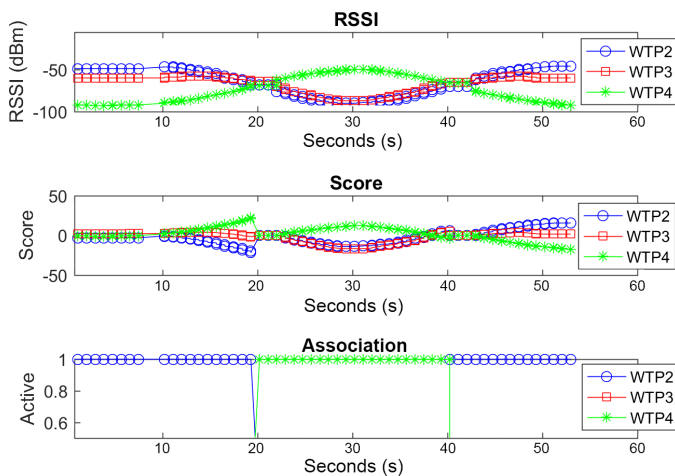 RSSI
RSSI (dBm)
-50
-100
10 20 30 40 50 60
Seconds (s)
WTP2
WTP3
WTP4
Score
Score
50
0
-50
10 20 30 40 50 60
Seconds (s)
WTP2
WTP3
WTP4
Association
Active
1
0.8
0.6
10 20 30 40 50 60
Seconds (s)
WTP2
WTP3
WTP4